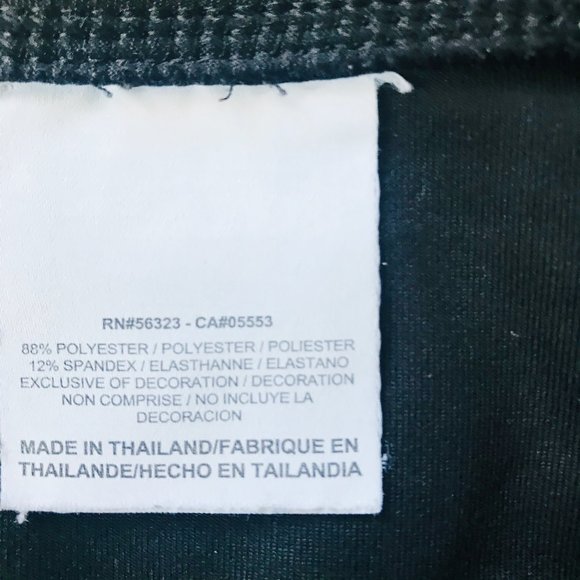 RN#56323 - CA#05553
88% POLYESTER / POLYESTER / POLIESTER
12% SPANDEX / ELASTHANNE / ELASTANO
EXCLUSIVE OF DECORATION / DECORATION
NON COMPRISE / NO INCLUYE LA
DECORACION
MADE IN THAILAND/FABRIQUE EN
THAILANDE/HECHO EN TAILANDIA